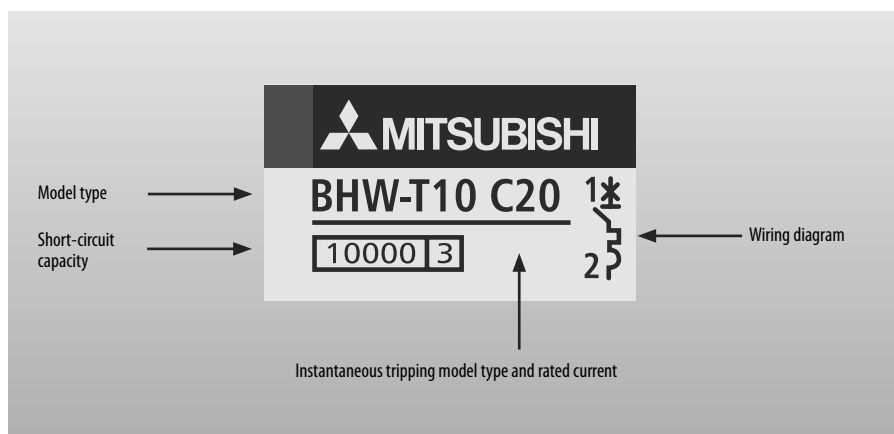 MITSUBISHI
Model type
BHW-T10 C20
1
Short-circuit
capacity
10000 3
Wiring diagram
2
Instantaneous tripping model type and rated current